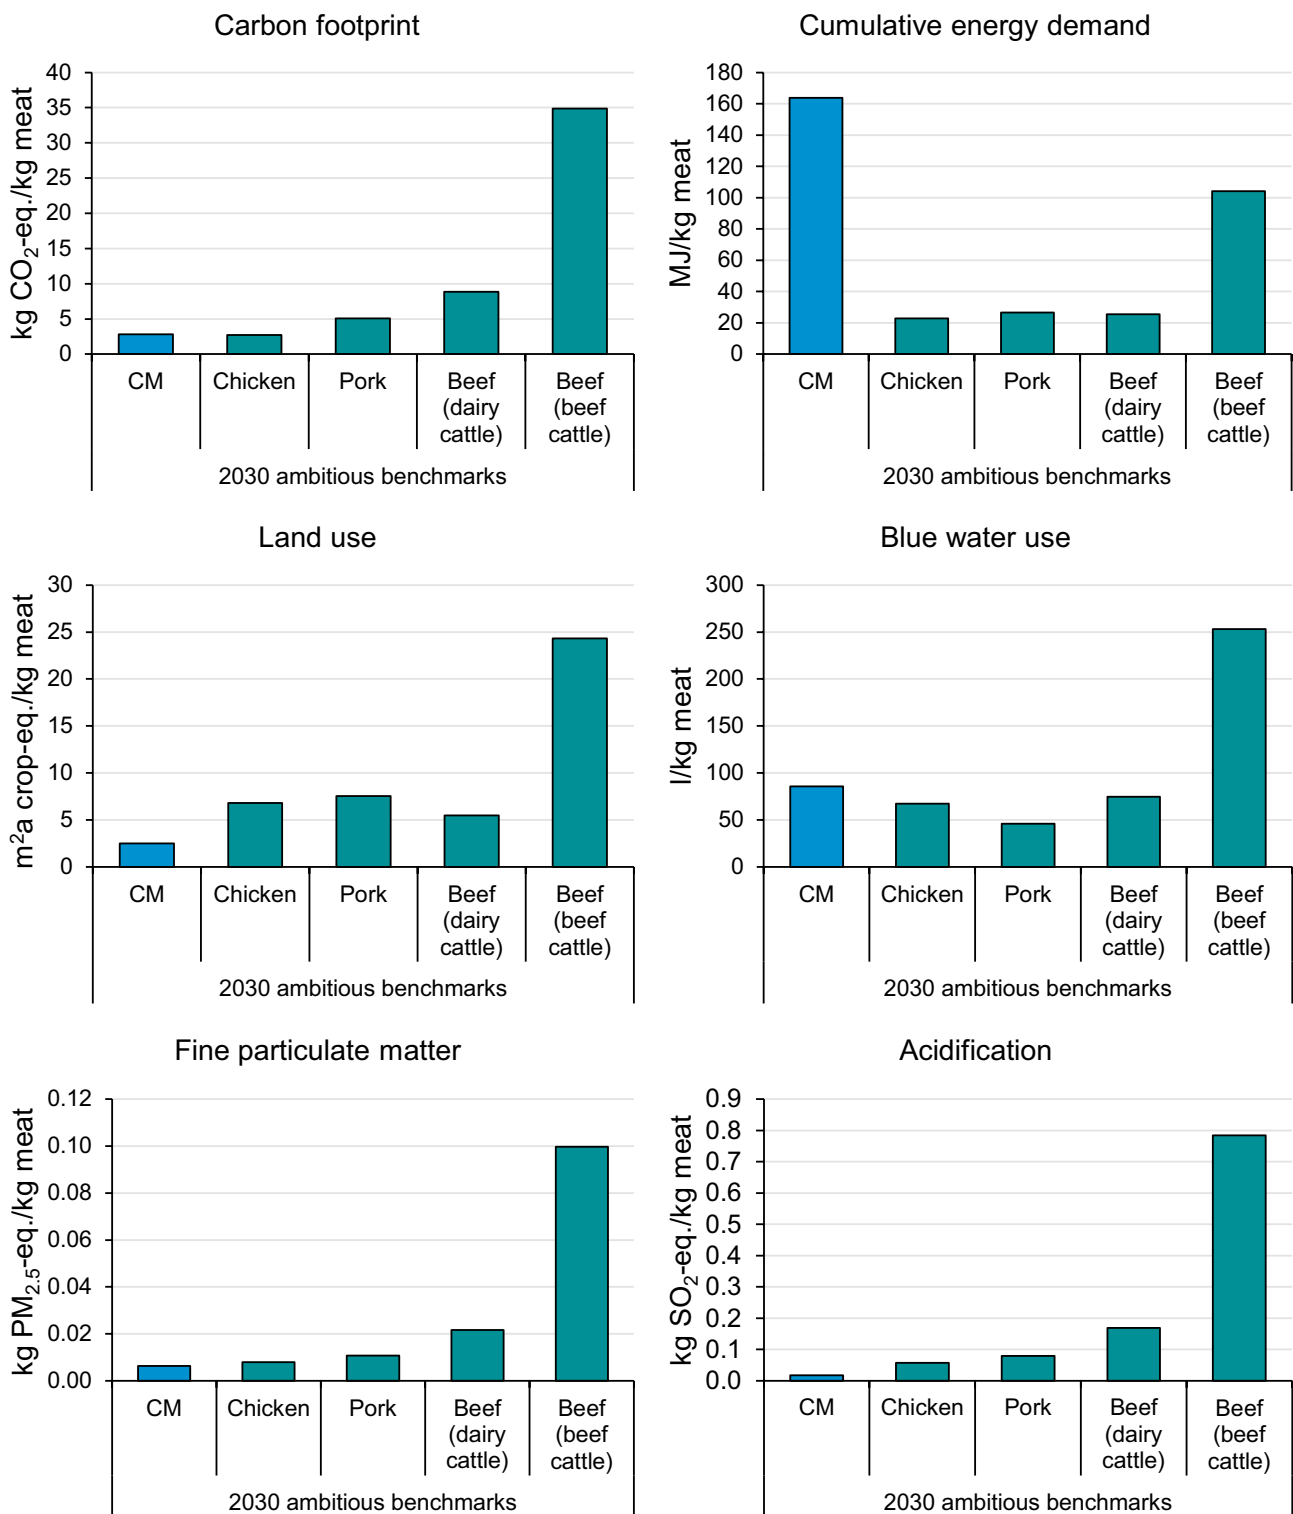 Carbon footprint
kg CO₂-eq./kg meat
40
35
30
25
20
15
10
5
0
CM
Chicken
Pork
Beef
(dairy
cattle)
Beef
(beef
cattle)
2030 ambitious benchmarks
Cumulative energy demand
MJ/kg meat
180
160
140
120
100
80
60
40
20
0
CM
Chicken
Pork
Beef
(dairy
cattle)
Beef
(beef
cattle)
2030 ambitious benchmarks
Land use
m²a crop-eq./kg meat
30
25
20
15
10
5
0
CM
Chicken
Pork
Beef
(dairy
cattle)
Beef
(beef
cattle)
2030 ambitious benchmarks
Blue water use
l/kg meat
300
250
200
150
100
50
0
CM
Chicken
Pork
Beef
(dairy
cattle)
Beef
(beef
cattle)
2030 ambitious benchmarks
Fine particulate matter
kg PM₂.₅-eq./kg meat
0.12
0.10
0.08
0.06
0.04
0.02
0.00
CM
Chicken
Pork
Beef
(dairy
cattle)
Beef
(beef
cattle)
2030 ambitious benchmarks
Acidification
kg SO₂-eq./kg meat
0.9
0.8
0.7
0.6
0.5
0.4
0.3
0.2
0.1
0.0
CM
Chicken
Pork
Beef
(dairy
cattle)
Beef
(beef
cattle)
2030 ambitious benchmarks